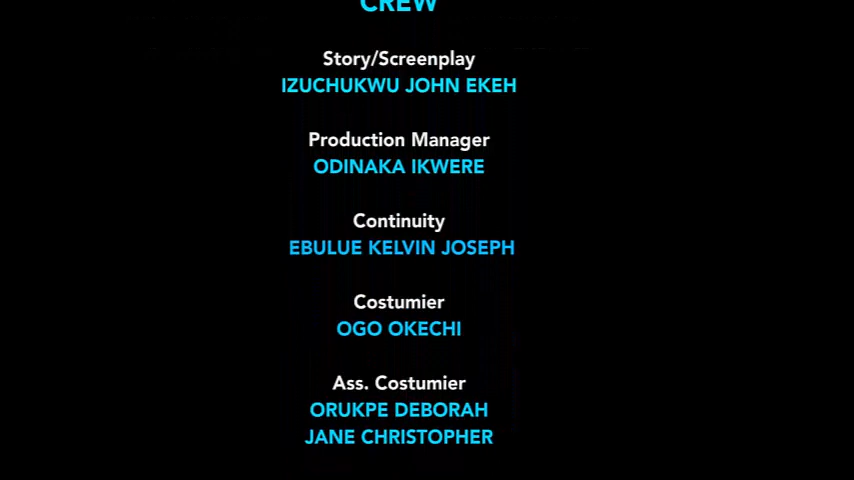 CREW
Story/Screenplay
IZUCHUKWU JOHN EKEH
Production Manager
ODINAKA IKWERE
Continuity
EBULUE KELVIN JOSEPH
Costumier
OGO OKECHI
Ass. Costumier
ORUKPE DEBORAH
JANE CHRISTOPHER